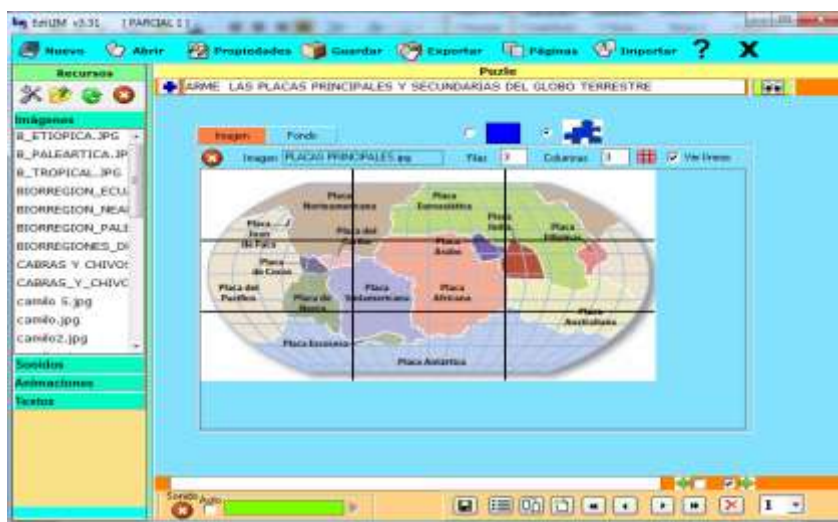 EdiLIM v3.31 [PARCIAL I]
Nuevo Abrir Propiedades Guardar Exportar Páginas Importar ? X
Recursos
Puzle
ARME LAS PLACAS PRINCIPALES Y SECUNDARIAS DEL GLOBO TERRESTRE
Imágenes
B_ETIOPICA.JPG
B_PALEARTICA.JP
B_TROPICAL.JPG
BIORREGION_ECU
BIORREGION_NEA
BIORREGION_PALE
BIORREGIONES_DI
CABRAS Y CHIVOS
CABRAS_Y_CHIVO
camilo 5.jpg
camilo.jpg
camilo2.jpg
Sonidos
Animaciones
Textos
Imagen Fondo
Imagen PLACAS PRINCIPALES.jpg Filas 3 Columnas 3 Ver líneas
Placa
Norteamericana
Placa
Euroasiática
Placa
Juan
de Fuca
Placa del
Caribe
Placa
Arabe
Placa
India
Placa
Filipinas
Placa
de Cocos
Placa del
Pacífico
Placa de
Nazca
Placa
Sudamericana
Placa
Africana
Placa
Australiana
Placa Escocesa
Placa Antártica
Sonido Auto
1